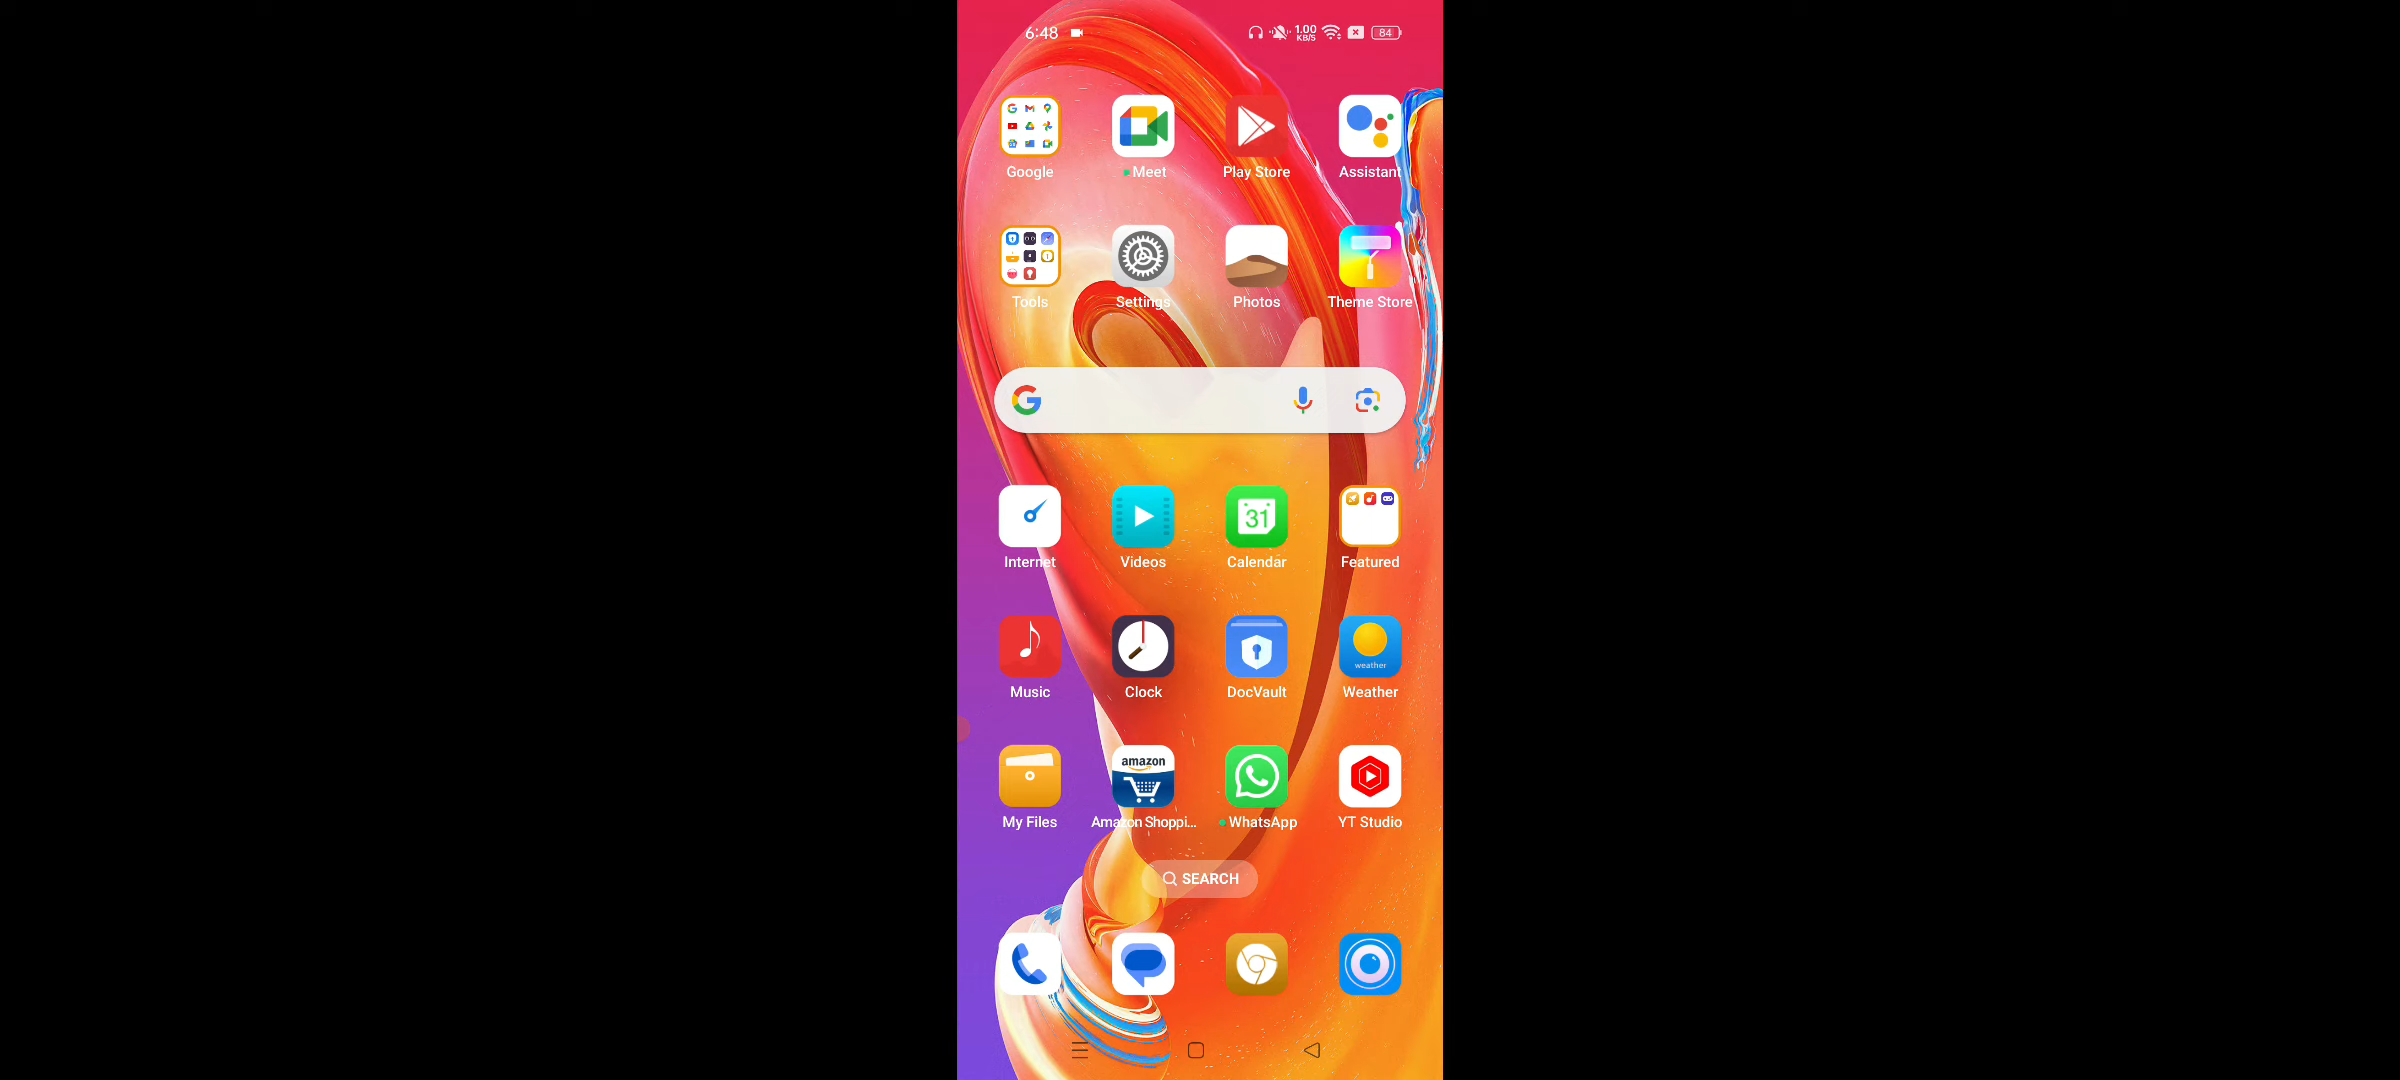 6:48 1.00 KB/S 84
Google Meet Play Store Assistant
Tools Settings Photos Theme Store
31
Internet Videos Calendar Featured
weather
Music Clock DocVault Weather
amazon
My Files Amazon Shoppi... WhatsApp YT Studio
SEARCH